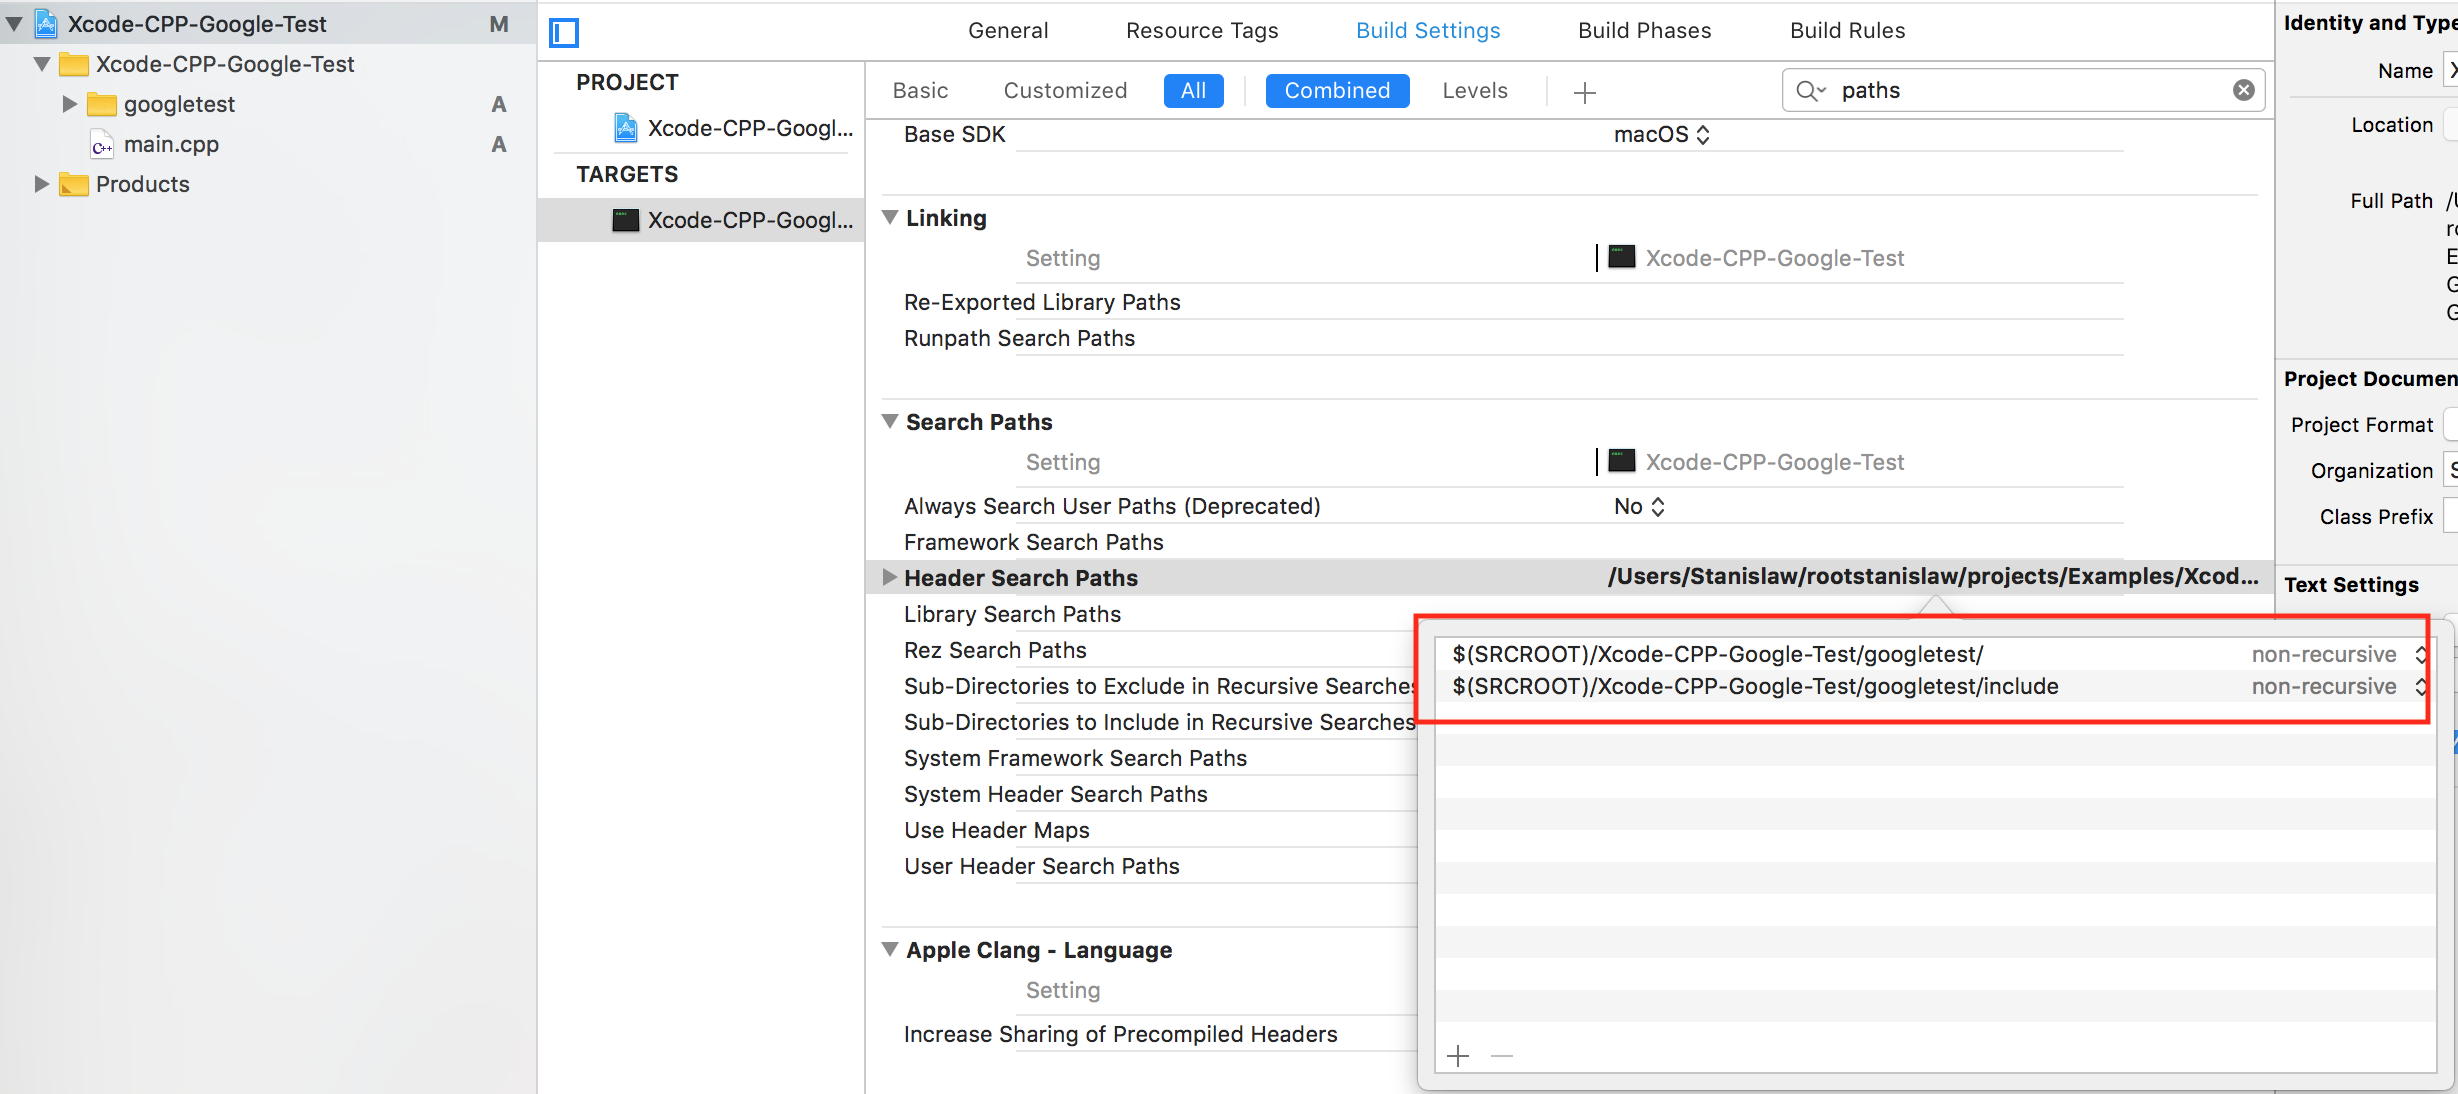 Xcode-CPP-Google-Test M
Xcode-CPP-Google-Test
googletest A
main.cpp A
Products
General Resource Tags Build Settings Build Phases Build Rules
PROJECT
Xcode-CPP-Googl...
TARGETS
Xcode-CPP-Googl...
Basic Customized All Combined Levels + paths
Base SDK macOS
Linking
Setting Xcode-CPP-Google-Test
Re-Exported Library Paths
Runpath Search Paths
Search Paths
Setting Xcode-CPP-Google-Test
Always Search User Paths (Deprecated) No
Framework Search Paths
Header Search Paths /Users/Stanislaw/rootstanislaw/projects/Examples/Xcod...
Library Search Paths
Rez Search Paths
Sub-Directories to Exclude in Recursive Searches
Sub-Directories to Include in Recursive Searches
System Framework Search Paths
System Header Search Paths
Use Header Maps
User Header Search Paths
Apple Clang - Language
Setting
Increase Sharing of Precompiled Headers
$(SRCROOT)/Xcode-CPP-Google-Test/googletest/ non-recursive
$(SRCROOT)/Xcode-CPP-Google-Test/googletest/include non-recursive
Identity and Type
Name
Location
Full Path
Project Documen
Project Format
Organization
Class Prefix
Text Settings